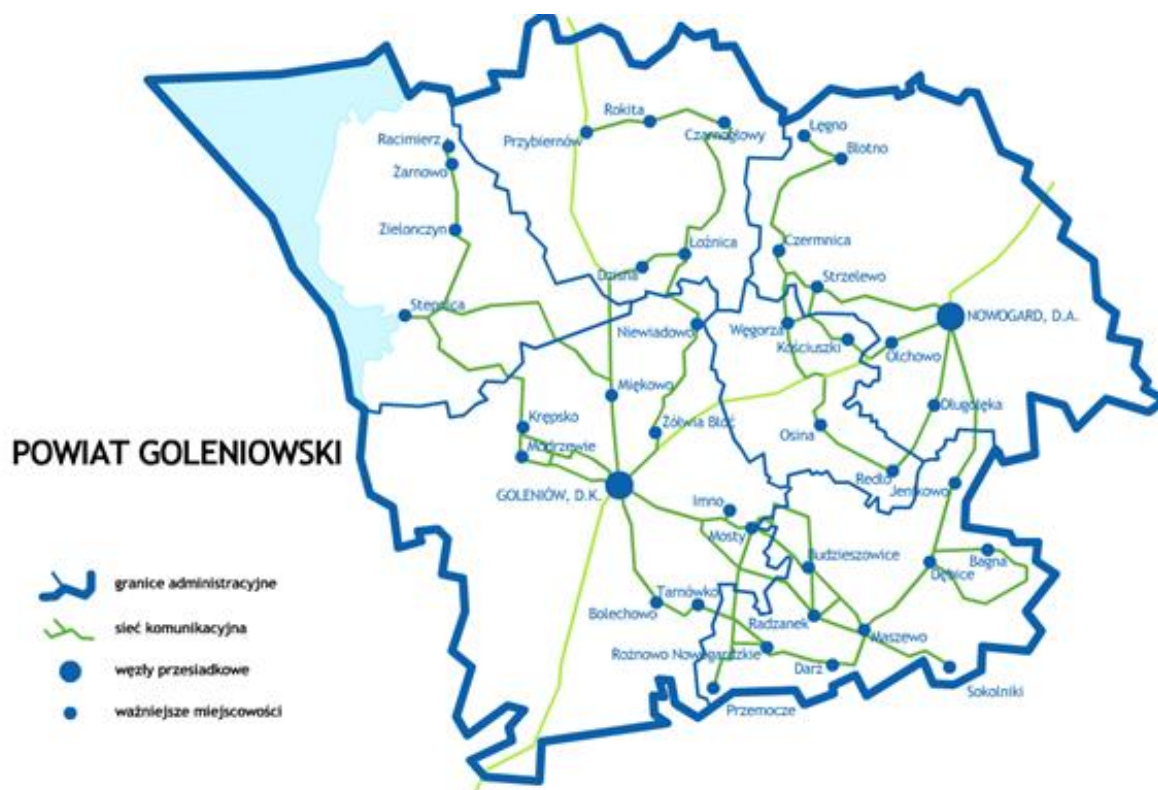 Rokita
Czarnogłowy
Przybiernów
Łęgno
Błotno
Racimierz
Żarnowo
Zielonczyn
Czermnica
Łoźnica
Dzisna
Strzelewo
Stepnica
NOWOGARD, D.A.
Niewiadowo
Węgorza
Kościuszki
Olchowo
Miękowo
Długołęka
Krępsko
Żółwia Błoć
Osina
POWIAT GOLENIOWSKI
Modrzewie
Redło
GOLENIÓW, D.K.
Jenikowo
Imno
Mosty
Budzieszowice
Bagna
Dębice
granice administracyjne
Tarnówko
Bolechowo
Radzanek
sieć komunikacyjna
Maszewo
Rożnowo Nowogardzkie
Darż
węzły przesiadkowe
Sokolniki
Przemocze
ważniejsze miejscowości